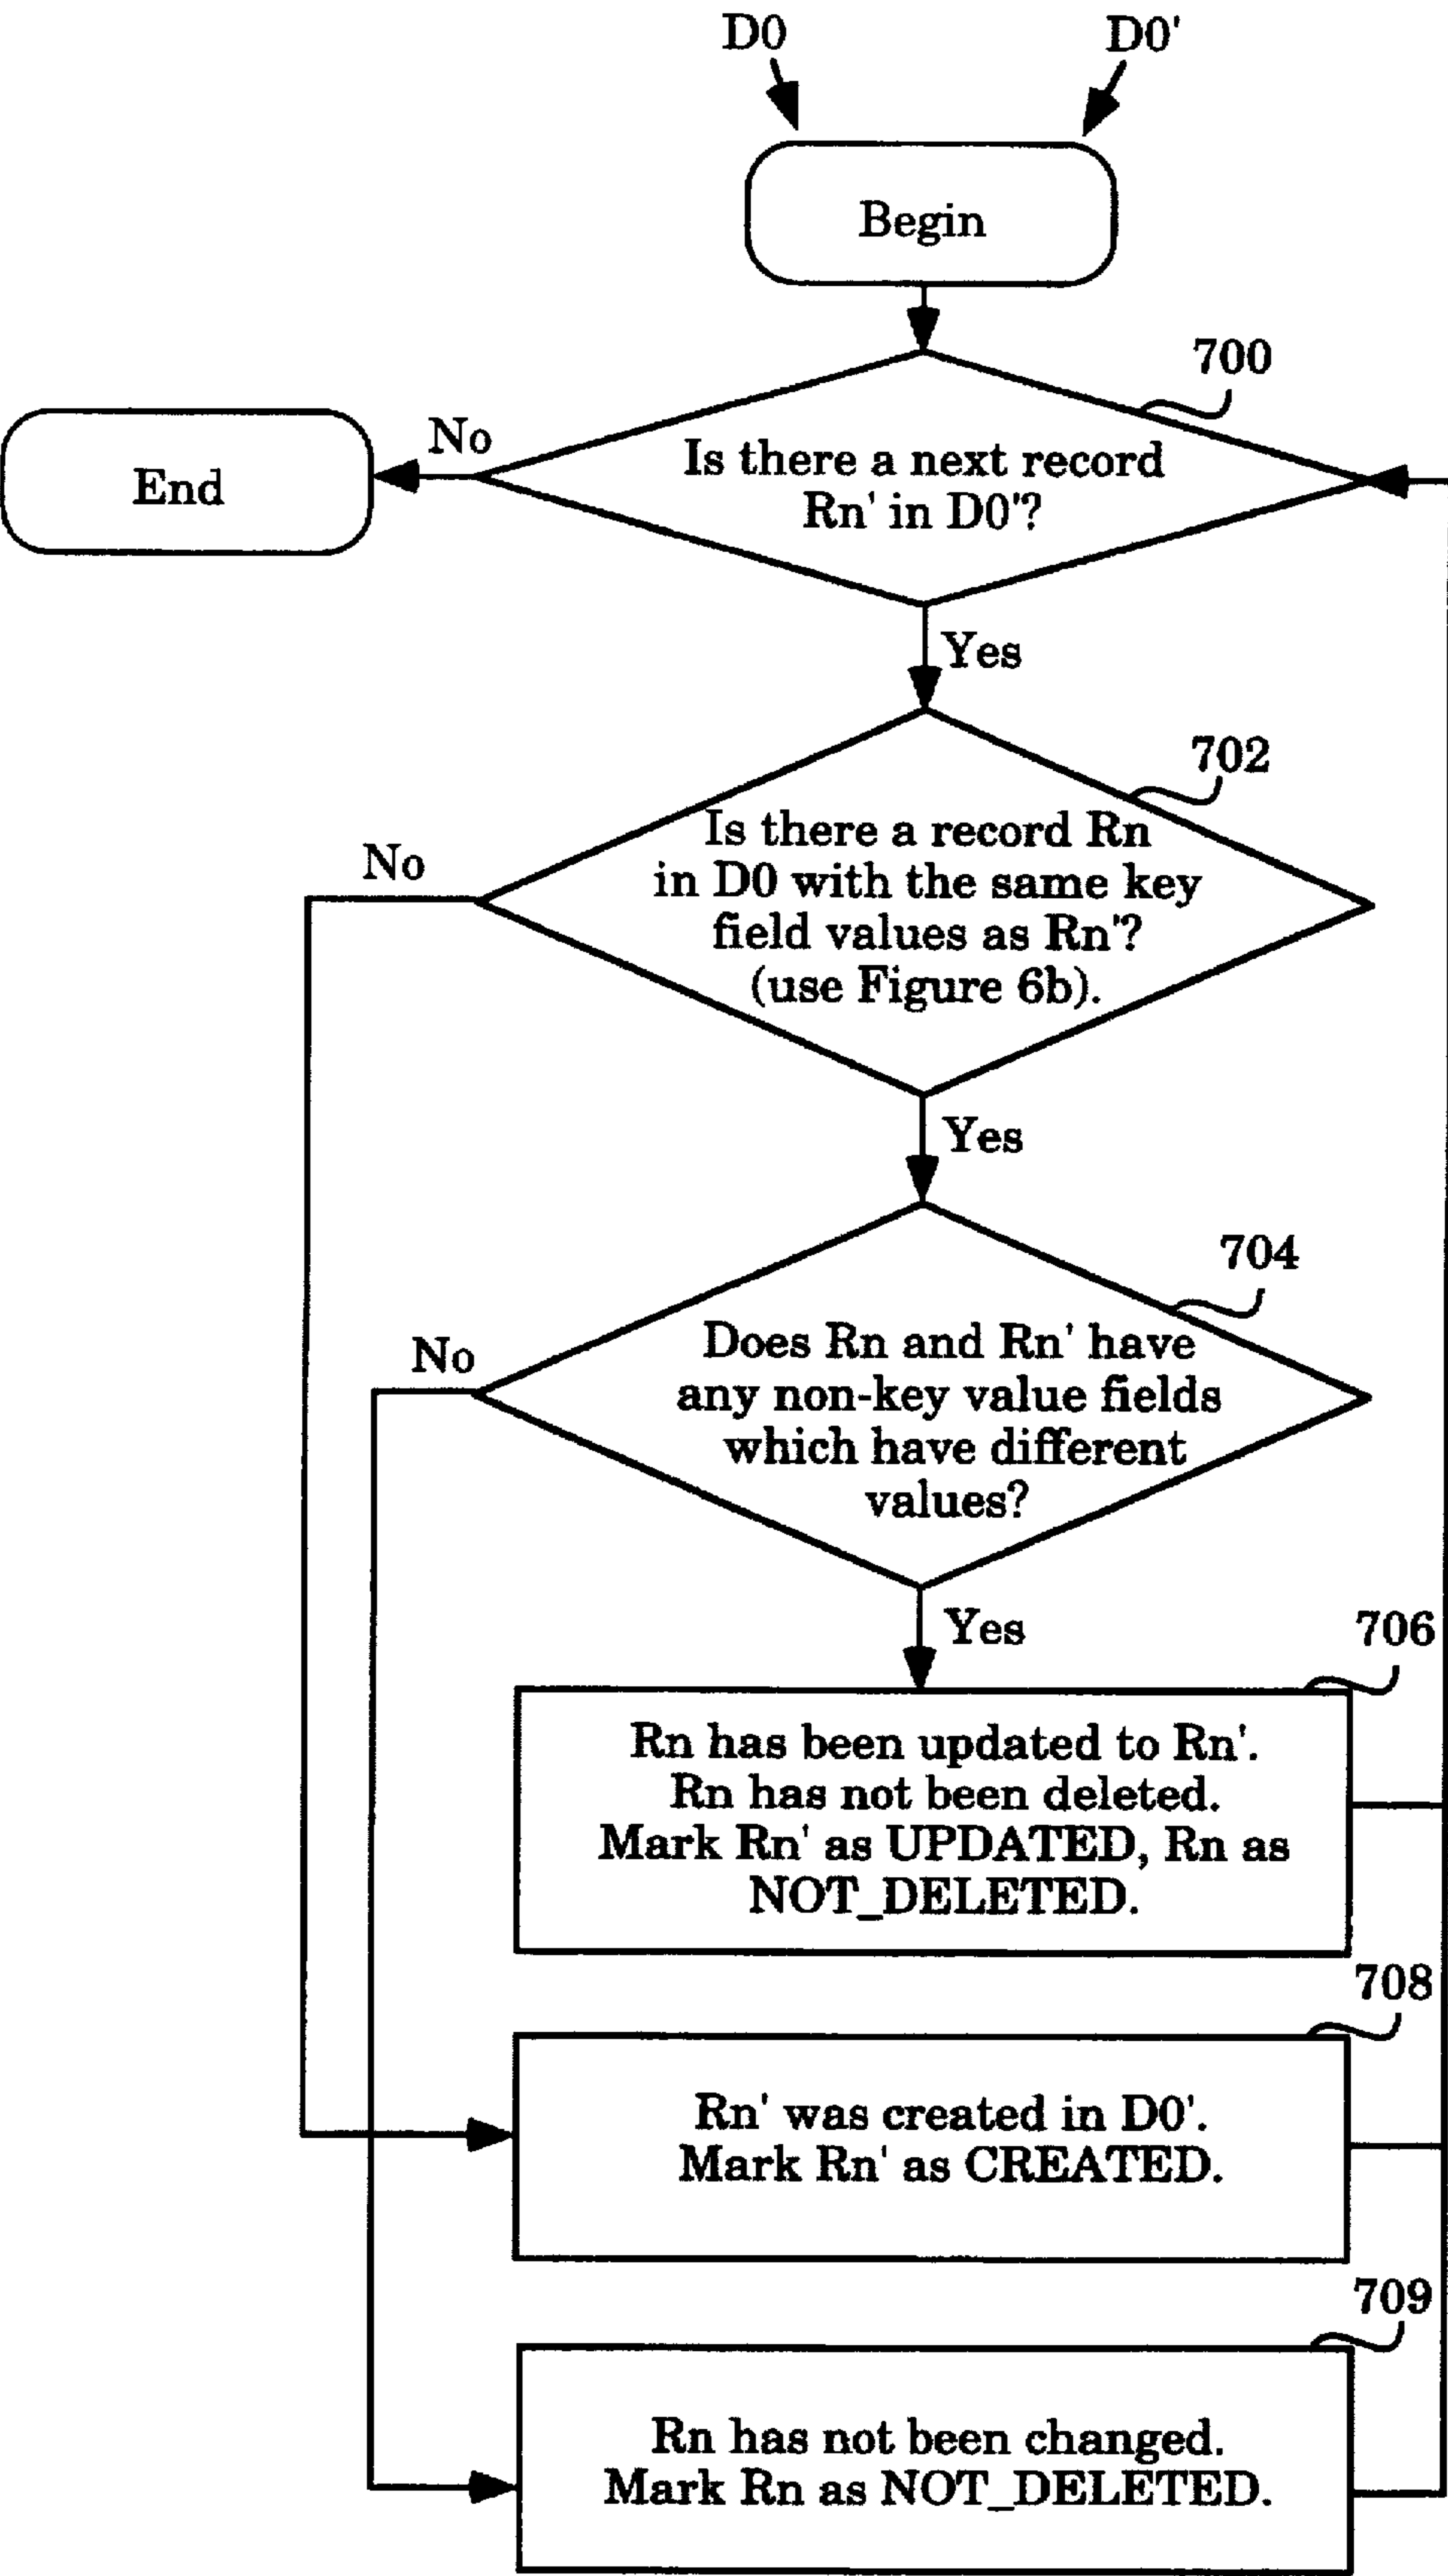 D0
D0'
Begin
700
No
End
Is there a next record
Rn' in D0'?
Yes
702
No
Is there a record Rn
in D0 with the same key
field values as Rn'?
(use Figure 6b).
Yes
704
No
Does Rn and Rn' have
any non-key value fields
which have different
values?
Yes
706
Rn has been updated to Rn'.
Rn has not been deleted.
Mark Rn' as UPDATED, Rn as
NOT_DELETED.
708
Rn' was created in D0'.
Mark Rn' as CREATED.
709
Rn has not been changed.
Mark Rn as NOT_DELETED.